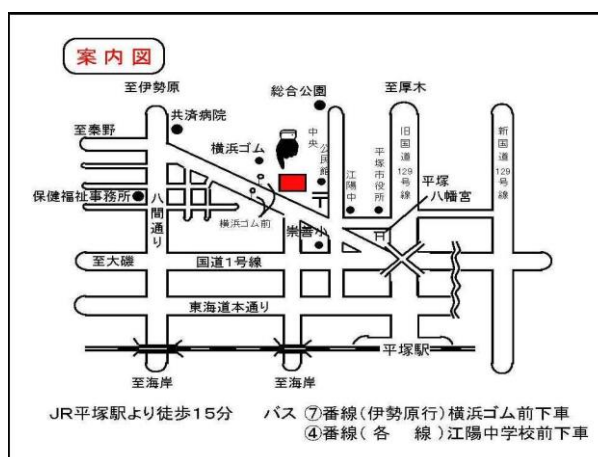 案内図
至伊勢原
総合公園
至厚木
共済病院
至秦野
横浜ゴム
中央公民館
江陽中
平塚市役所
旧国道129号線
新国道129号線
平塚八幡宮
保健福祉事務所
八間通り
横浜ゴム前
崇善小
至大磯
国道1号線
東海道本通り
平塚駅
至海岸
至海岸
JR平塚駅より徒歩15分 バス ⑦番線(伊勢原行)横浜ゴム前下車
④番線(各 線)江陽中学校前下車